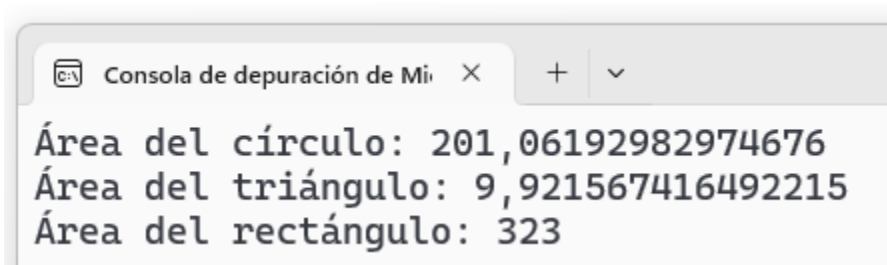 Consola de depuración de Mi
Área del círculo: 201,06192982974676
Área del triángulo: 9,921567416492215
Área del rectángulo: 323